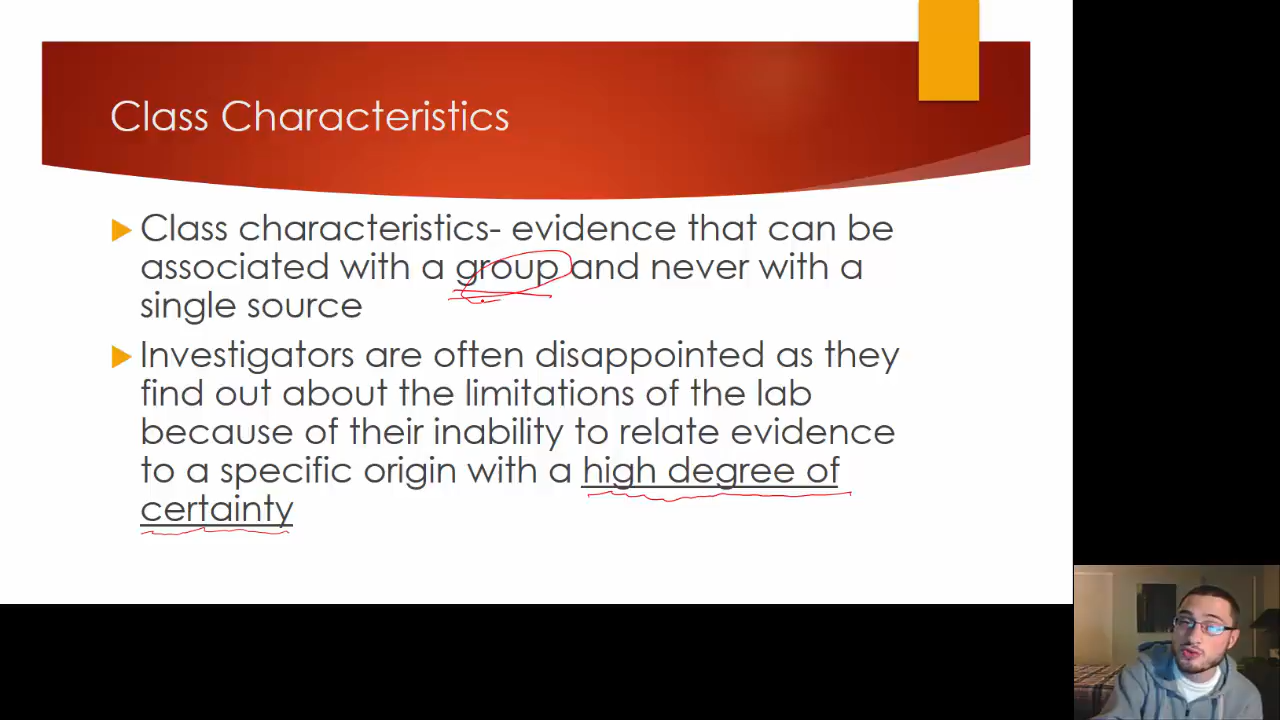 Class Characteristics
Class characteristics- evidence that can be
associated with a group and never with a
single source
Investigators are often disappointed as they
find out about the limitations of the lab
because of their inability to relate evidence
to a specific origin with a high degree of
certainty